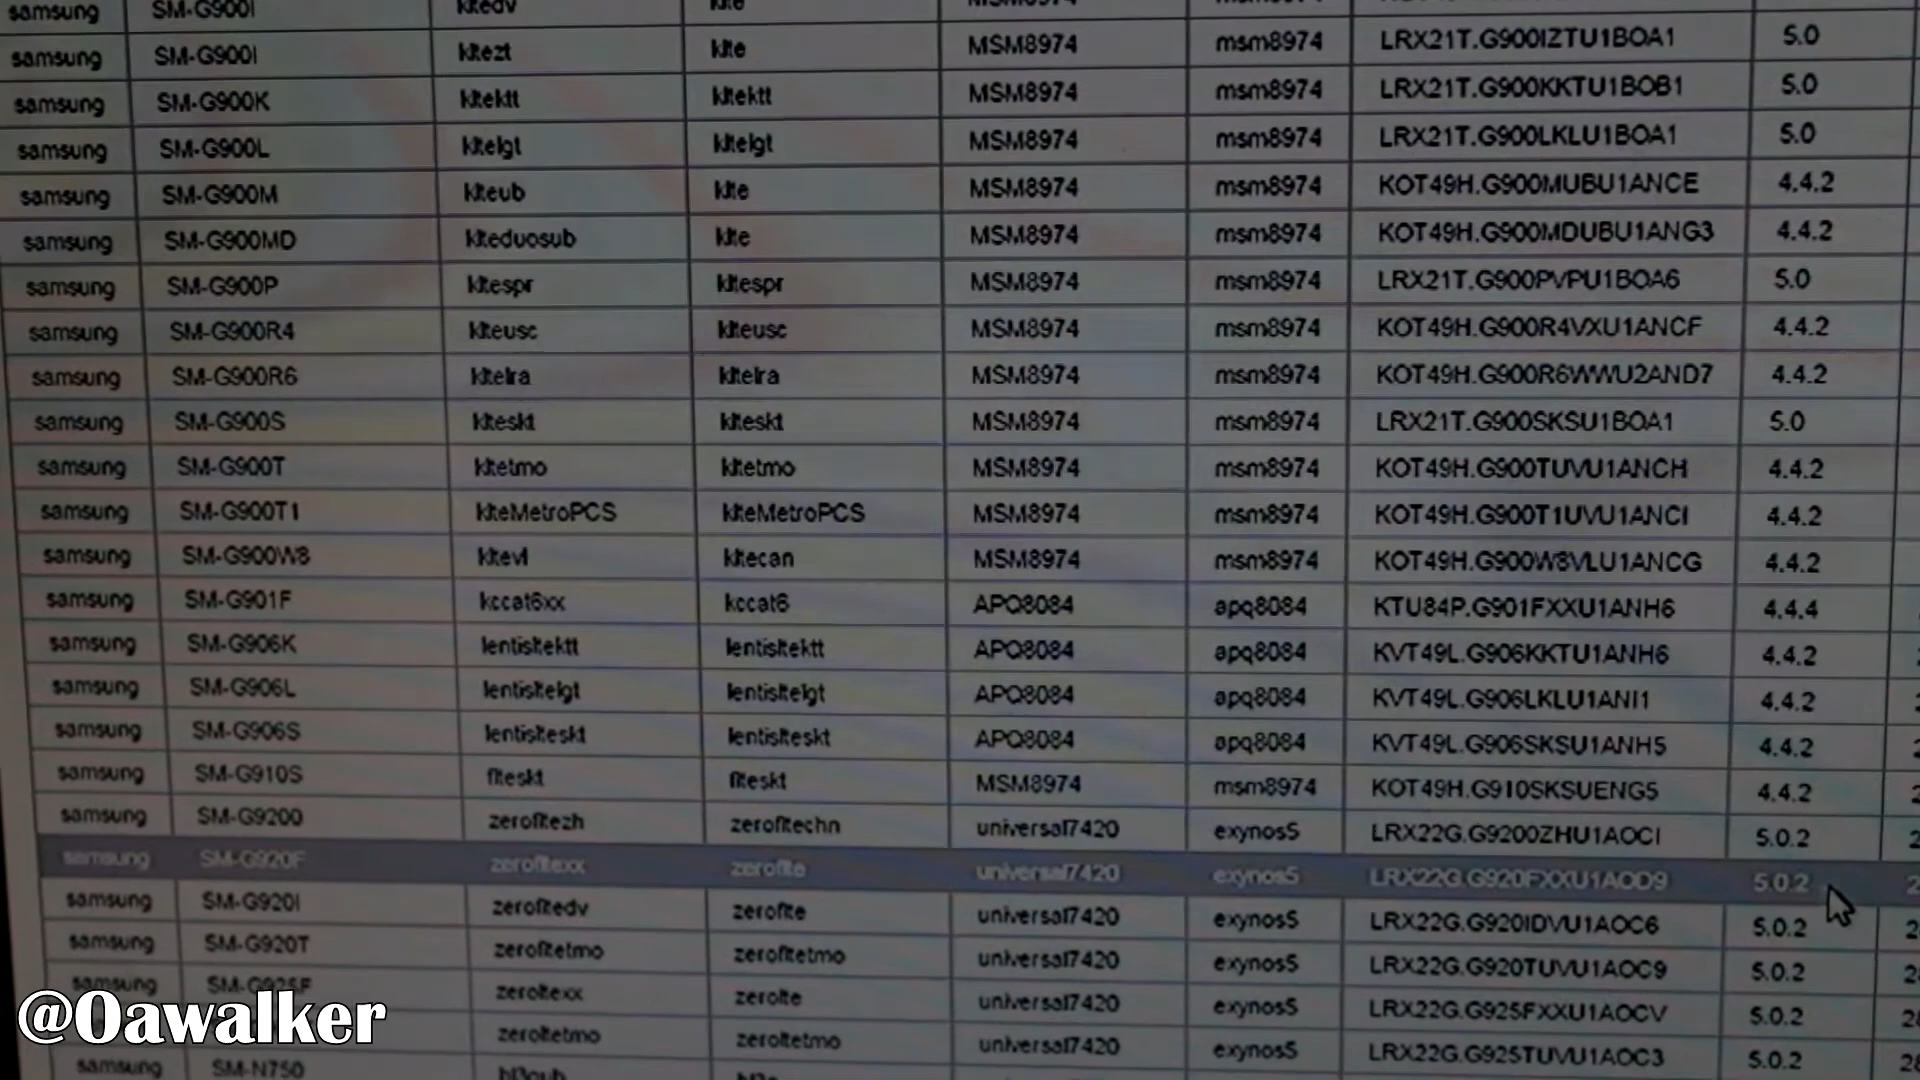 samsung SM-G900I kltedv klte MSM8974 msm8974
samsung SM-G900I kltezt klte MSM8974 msm8974 LRX21T.G900IZTU1BOA1 5.0
samsung SM-G900K kltektt kltektt MSM8974 msm8974 LRX21T.G900KKTU1BOB1 5.0
samsung SM-G900L kltelgt kltelgt MSM8974 msm8974 LRX21T.G900LKLU1BOA1 5.0
samsung SM-G900M klteub klte MSM8974 msm8974 KOT49H.G900MUBU1ANCE 4.4.2
samsung SM-G900MD klteduosub klte MSM8974 msm8974 KOT49H.G900MDUBU1ANG3 4.4.2
samsung SM-G900P kltespr kltespr MSM8974 msm8974 LRX21T.G900PVPU1BOA6 5.0
samsung SM-G900R4 klteusc klteusc MSM8974 msm8974 KOT49H.G900R4VXU1ANCF 4.4.2
samsung SM-G900R6 kltelra kltelra MSM8974 msm8974 KOT49H.G900R6WWU2AND7 4.4.2
samsung SM-G900S klteskt klteskt MSM8974 msm8974 LRX21T.G900SKSU1BOA1 5.0
samsung SM-G900T kltetmo kltetmo MSM8974 msm8974 KOT49H.G900TUVU1ANCH 4.4.2
samsung SM-G900T1 klteMetroPCS klteMetroPCS MSM8974 msm8974 KOT49H.G900T1UVU1ANCI 4.4.2
samsung SM-G900W8 kltevl kltecan MSM8974 msm8974 KOT49H.G900W8VLU1ANCG 4.4.2
samsung SM-G901F kccat6xx kccat6 APQ8084 apq8084 KTU84P.G901FXXU1ANH6 4.4.4
samsung SM-G906K lentisltektt lentisltektt APQ8084 apq8084 KVT49L.G906KKTU1ANH6 4.4.2
samsung SM-G906L lentisltelgt lentisltelgt APQ8084 apq8084 KVT49L.G906LKLU1ANI1 4.4.2
samsung SM-G906S lentislteskt lentislteskt APQ8084 apq8084 KVT49L.G906SKSU1ANH5 4.4.2
samsung SM-G910S flteskt flteskt MSM8974 msm8974 KOT49H.G910SKSUENG5 4.4.2
samsung SM-G9200 zerofltezh zerofltechn universal7420 exynos5 LRX22G.G9200ZHU1AOCI 5.0.2
samsung SM-G920F zerofltexx zeroflte universal7420 exynos5 LRX22G.G920FXXU1AOD9 5.0.2
samsung SM-G920I zerofltedv zeroflte universal7420 exynos5 LRX22G.G920IDVU1AOC6 5.0.2
samsung SM-G920T zerofltetmo zerofltetmo universal7420 exynos5 LRX22G.G920TUVU1AOC9 5.0.2
samsung SM-G925F zeroltexx zerolte universal7420 exynos5 LRX22G.G925FXXU1AOCV 5.0.2
zeroltetmo zeroltetmo universal7420 exynos5 LRX22G.G925TUVU1AOC3 5.0.2
samsung SM-N750
@Oawalker